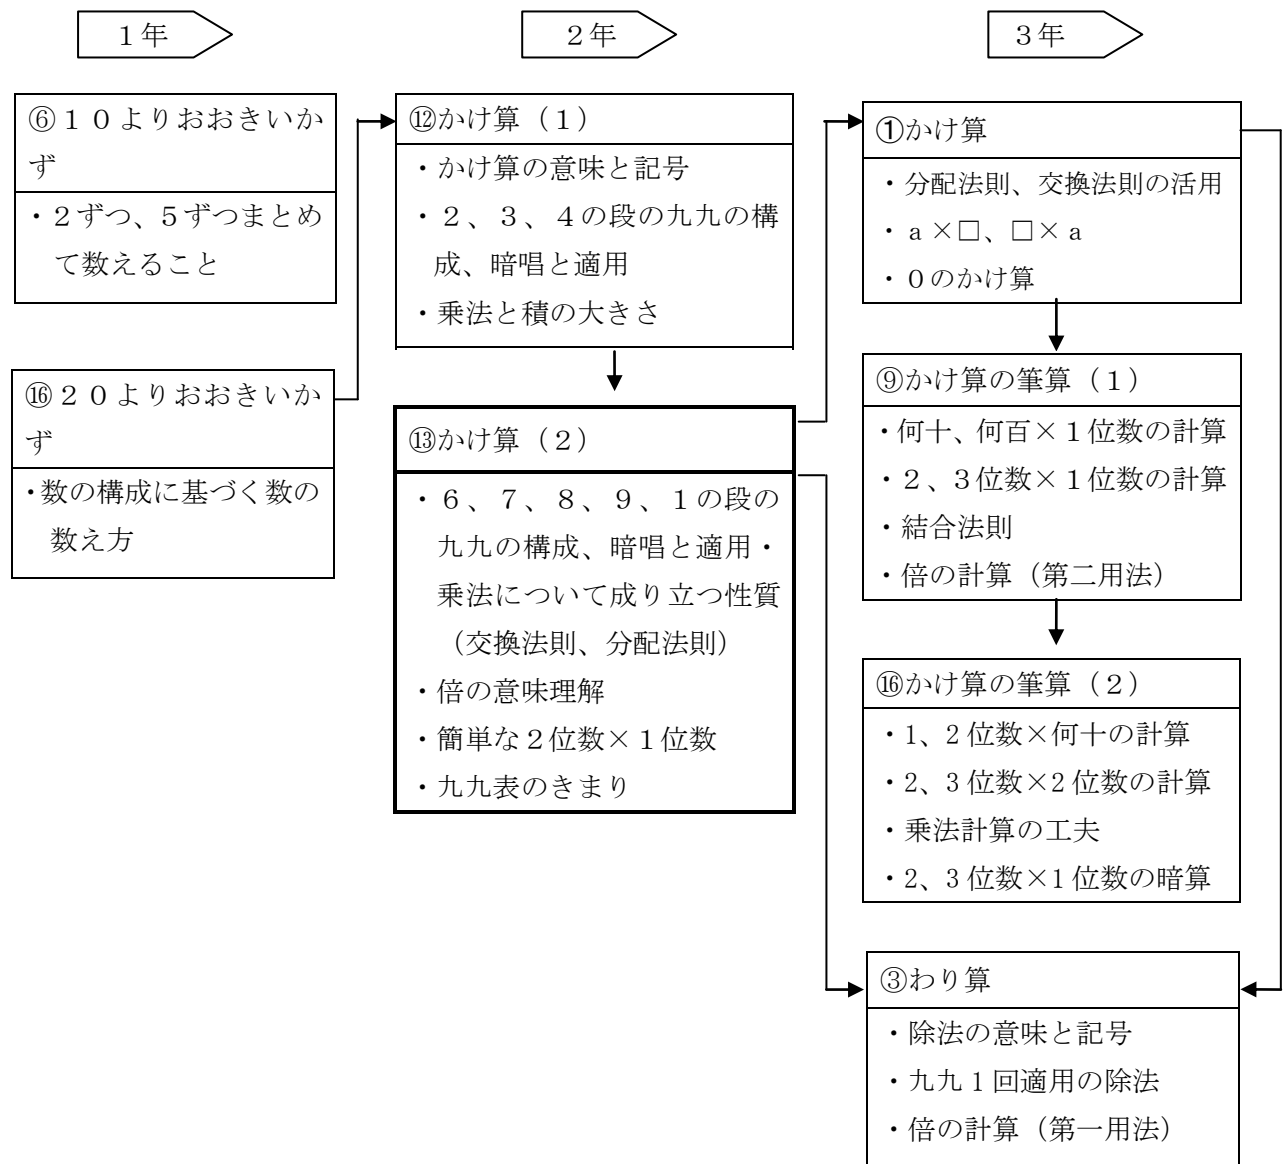 １年
２年
３年
⑥１０よりおおきいか
ず
・２ずつ、５ずつまとめ
て数えること
⑯２０よりおおきいか
ず
・数の構成に基づく数の
数え方
⑫かけ算（１）
・かけ算の意味と記号
・２、３、４の段の九九の構
成、暗唱と適用
・乗法と積の大きさ
⑬かけ算（２）
・６、７、８、９、１の段の
九九の構成、暗唱と適用・
乗法について成り立つ性質
（交換法則、分配法則）
・倍の意味理解
・簡単な２位数×１位数
・九九表のきまり
①かけ算
・分配法則、交換法則の活用
・ａ×□、□×ａ
・０のかけ算
⑨かけ算の筆算（１）
・何十、何百×１位数の計算
・２、３位数×１位数の計算
・結合法則
・倍の計算（第二用法）
⑯かけ算の筆算（２）
・1、2 位数×何十の計算
・2、3 位数×2 位数の計算
・乗法計算の工夫
・2、3 位数×1 位数の暗算
③わり算
・除法の意味と記号
・九九 1 回適用の除法
・倍の計算（第一用法）